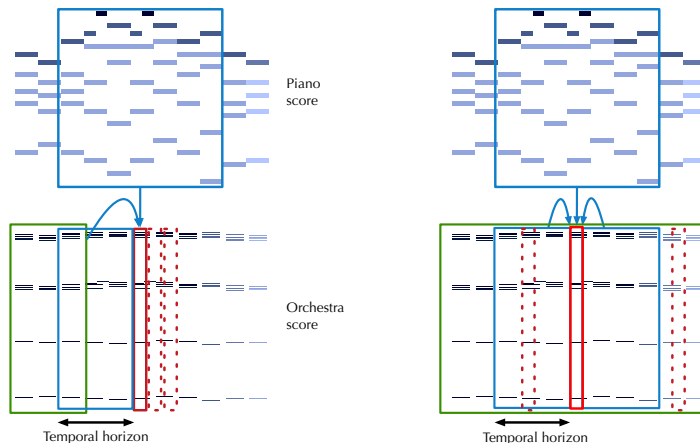 Piano
score
Orchestra
score
Temporal horizon
Temporal horizon